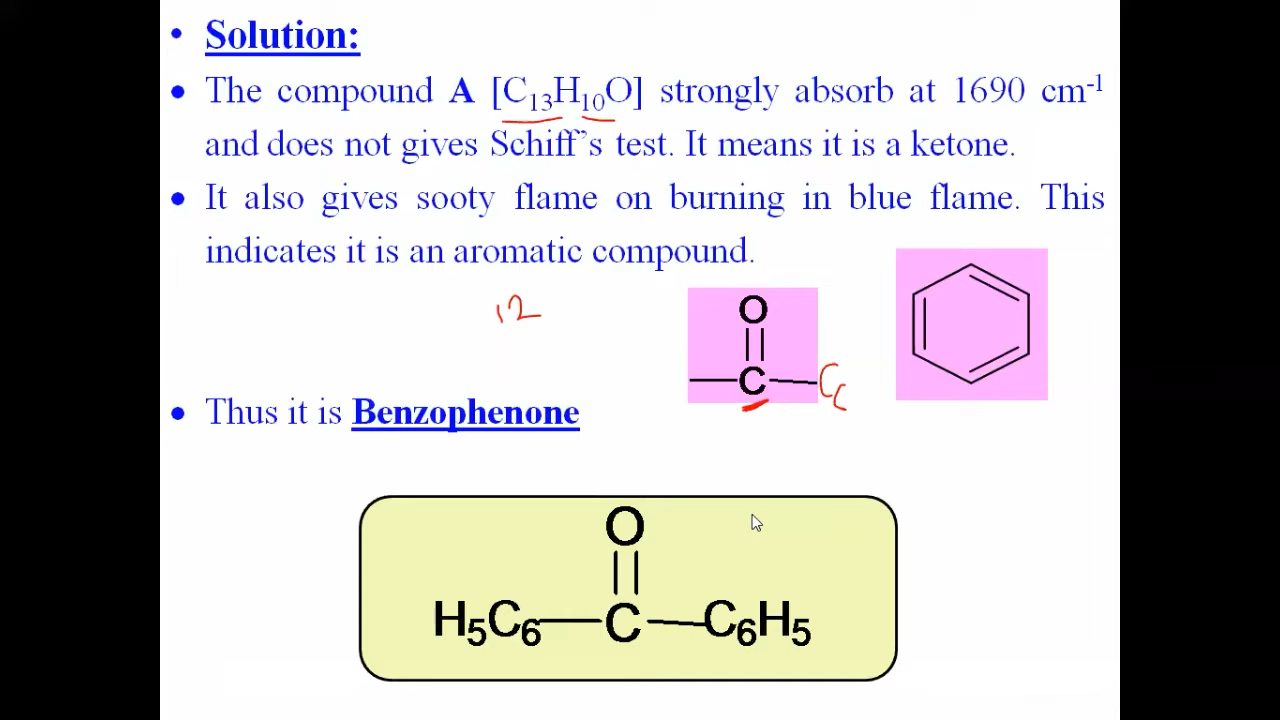 • Solution:
• The compound A [C₁₃H₁₀O] strongly absorb at 1690 cm⁻¹
and does not gives Schiff's test. It means it is a ketone.
• It also gives sooty flame on burning in blue flame. This
indicates it is an aromatic compound.
12
O
C
• Thus it is Benzophenone
O
H₅C₆ C C₆H₅